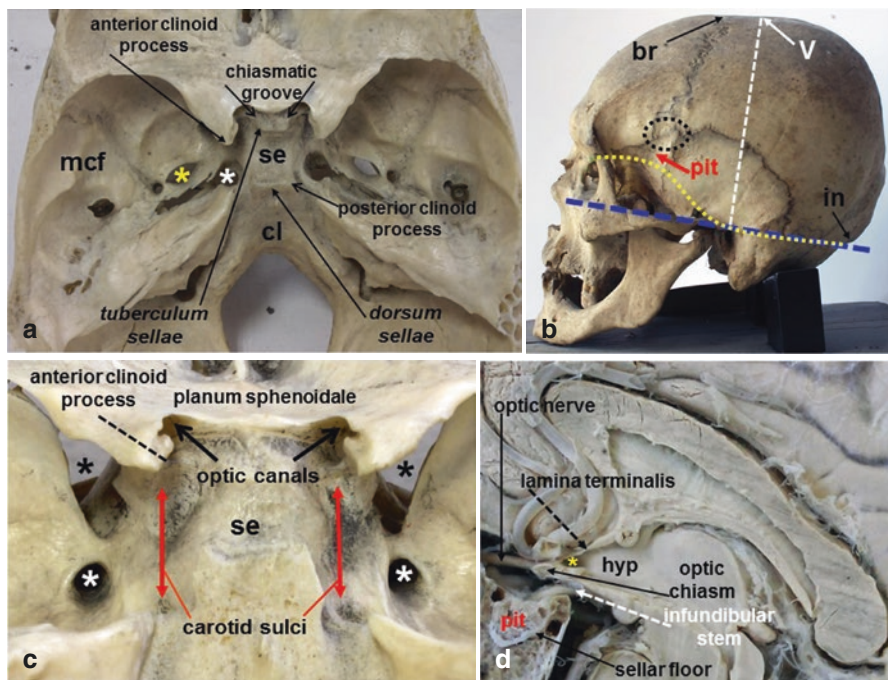 anterior clinoid
process
chiasmatic
groove
mcf
*
*
se
posterior clinoid
process
cl
tuberculum
sellae
dorsum
sellae
a
br
V
pit
in
b
anterior clinoid
process
planum sphenoidale
*
*
optic canals
se
*
*
carotid sulci
c
optic nerve
lamina terminalis
*
hyp
optic
chiasm
infundibular
stem
pit
sellar floor
d